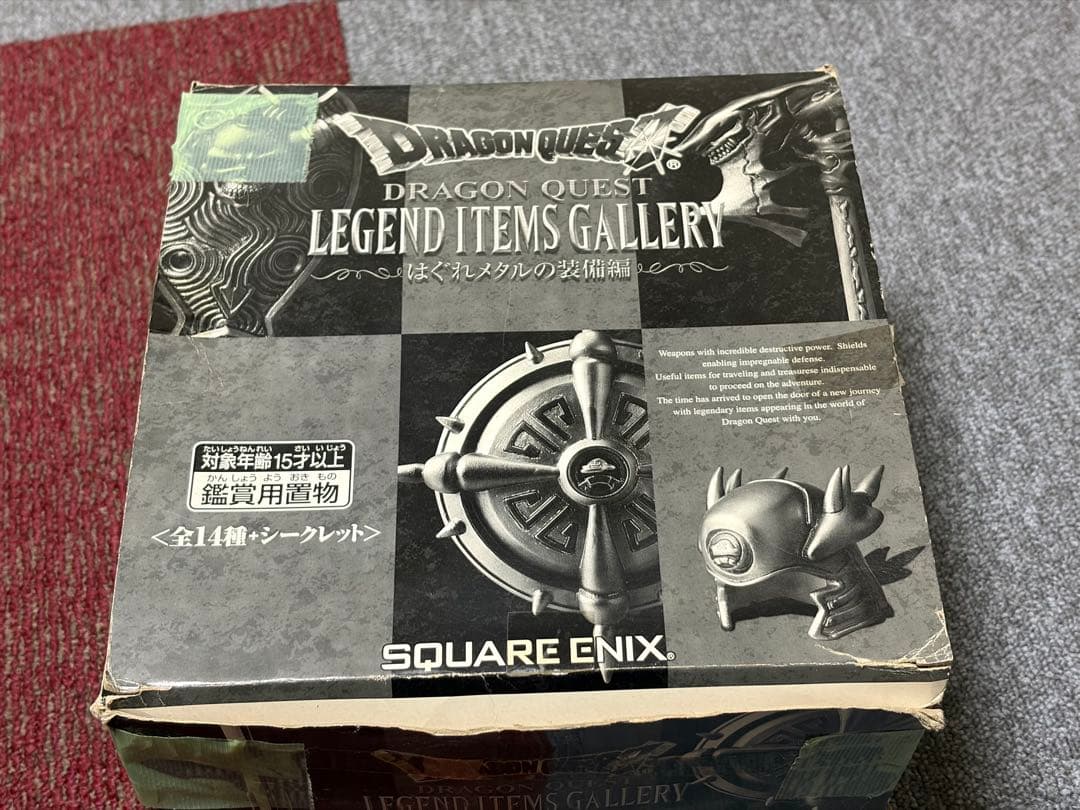 DRAGON QUEST®
DRAGON QUEST
LEGEND ITEMS GALLERY
はぐれメタルの装備編
Weapons with incredible destructive power. Shields
enabling impregnable defense.
Useful items for traveling and treasurese indispensable
to proceed on the adventure.
The time has arrived to open the door of a new journey
with legendary items appearing in the world of
Dragon Quest with you.
たいしょうねんれい さい いじょう
対象年齢15才以上
かんしょう よう おき もの
鑑賞用置物
<全14種+シークレット>
SQUARE ENIX®
DRAGON QUEST
DRAGON QUEST
LEGEND ITEMS GALLERY